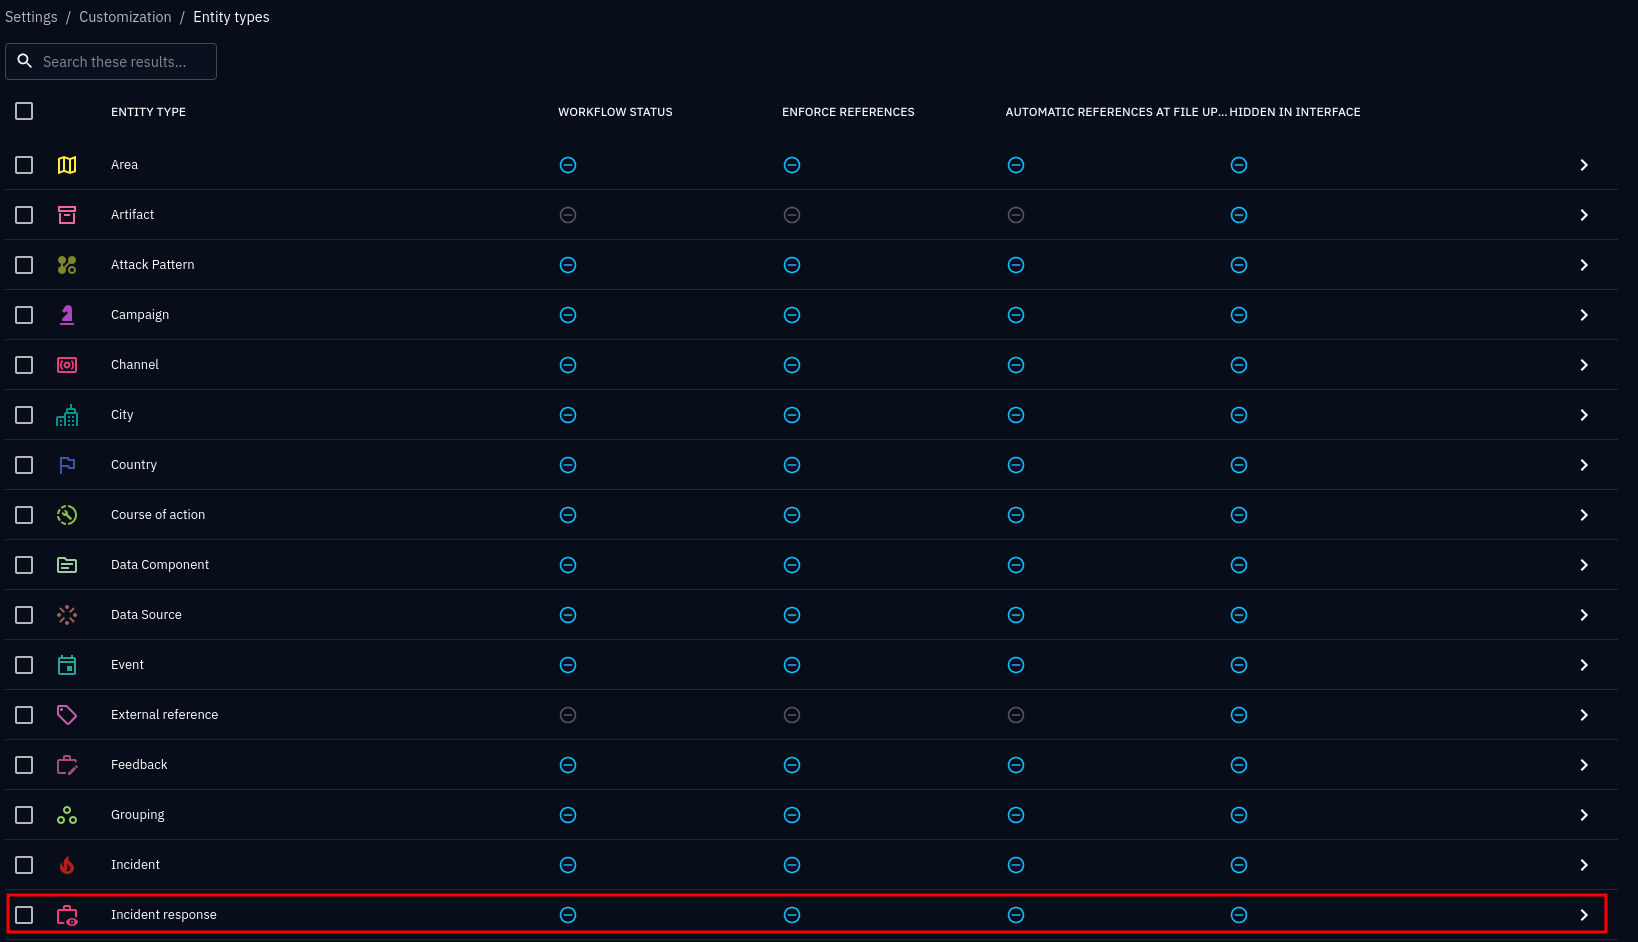 Settings / Customization / Entity types
Search these results...
ENTITY TYPE WORKFLOW STATUS ENFORCE REFERENCES AUTOMATIC REFERENCES AT FILE UP... HIDDEN IN INTERFACE
Area
Artifact
Attack Pattern
Campaign
Channel
City
Country
Course of action
Data Component
Data Source
Event
External reference
Feedback
Grouping
Incident
Incident response